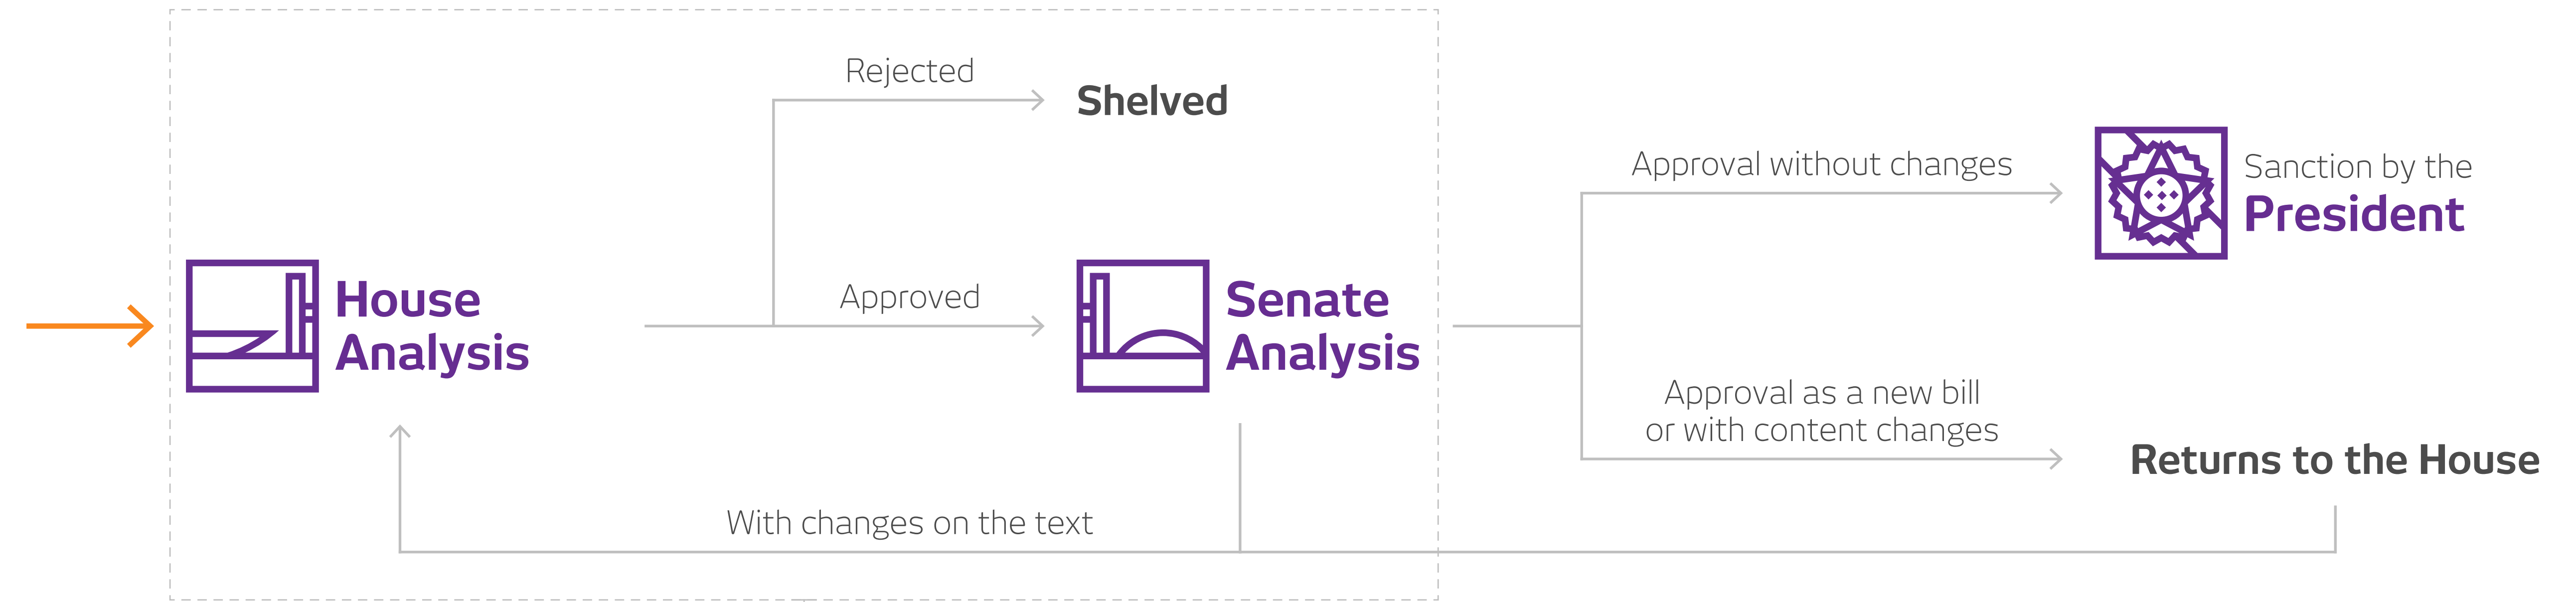 Rejected
Shelved
Approval without changes
Sanction by the
President
House
Analysis
Approved
Senate
Analysis
Approval as a new bill
or with content changes
Returns to the House
With changes on the text